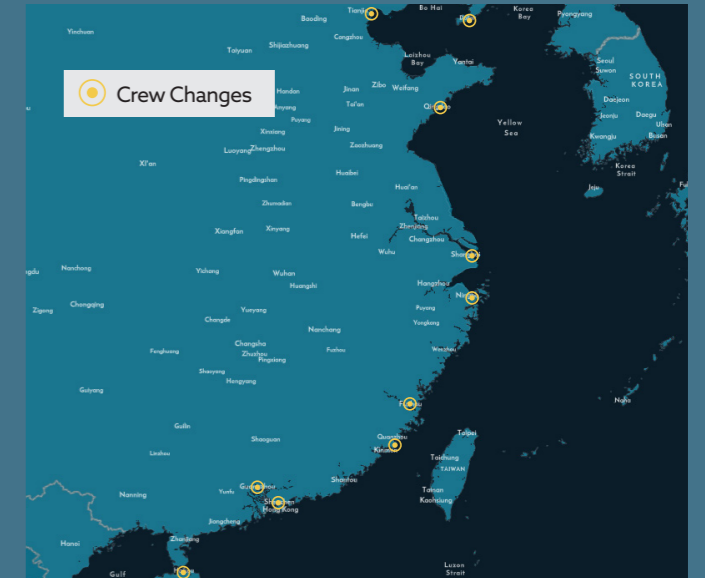 Bo Hai
Korea
Bay
Pyongyang
Baoding
Yinchuan
Cangzhou
Shijiazhuang
Taiyuan
Laizhou
Bay
Yantai
Seoul
Suwon
SOUTH
KOREA
Crew Changes
Handan
Jinan
Zibo
Weifang
Tai'an
Daejeon
Jeonju
Daegu
Ulsan
Busan
Kwangju
Puyang
Yellow
Sea
Xinxiang
Jining
Luoyang
Zhengzhou
Zaozhuang
Xi'an
Korea
Strait
Pingdingshan
Huaibei
Huai'an
Jeju
Zhumadian
Bengbu
Taizhou
Zhenjiang
Changzhou
Xiangfan
Xinyang
Hefei
Wuhu
Nanchong
Yichang
Wuhan
Huangshi
Hangzhou
Zigong
Chongqing
Yueyang
Changde
Nanchang
Puyang
Yongkang
Changsha
Zhuzhou
Pingxiang
Fuzhou
Wenzhou
Fenghuang
Shaoyang
Hengyang
Guiyang
Naha
Guilin
Shaoguan
Taipei
Liuzhou
Taichung
TAIWAN
Shantou
Tainan
Kaohsiung
Nanning
Yunfu
Hong Kong
Jiangcheng
Hanoi
Zhanjiang
Gulf
Luzon
Strait